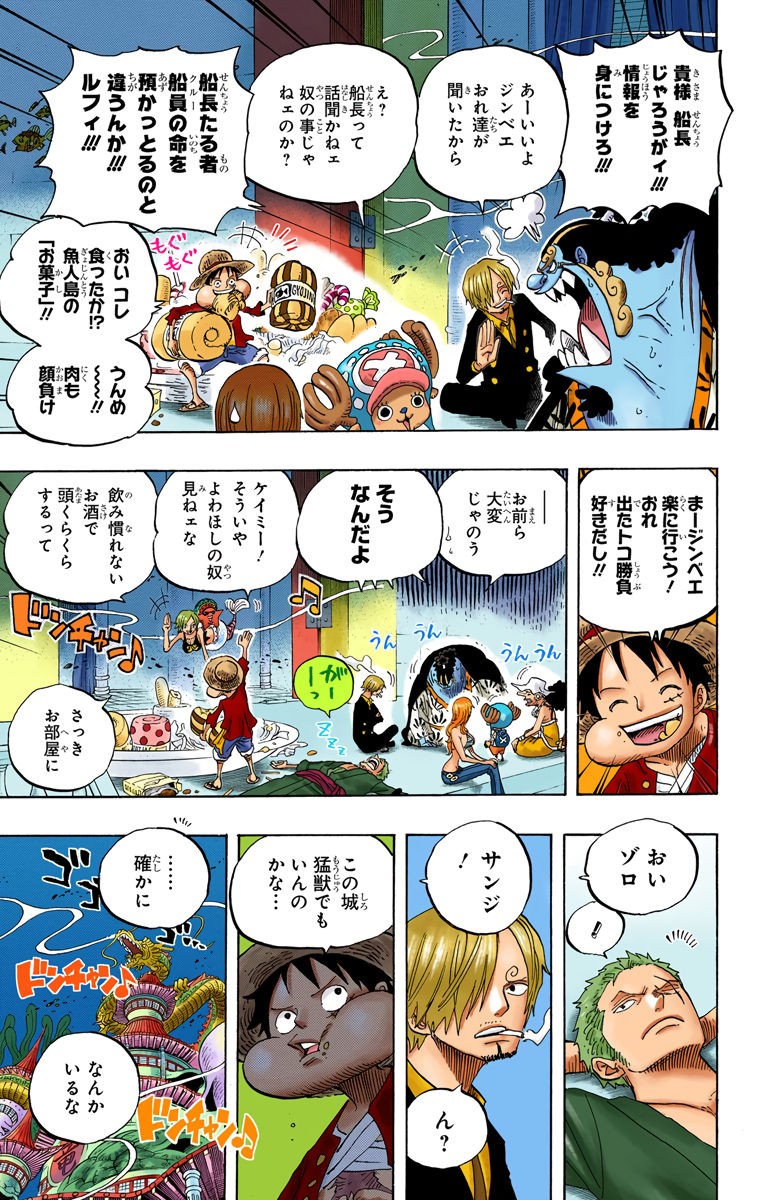 貴様 船長
じゃろうがィ!!!
情報を
身につけろ!!!
あーいいよ
ジンベエ
おれ達が
聞いたから
え?
船長って
話聞かねェ
奴の事じゃ
ねェのか?
船長たる者
船員の命を
預かっとるのと
違うんか!!!
ルフィ!!!
もぐ
もぐ
GYOJIN
おい コレ
食ったか!?
魚人島の
「お菓子」!!
うんめ
〜〜〜!!
肉も
顔負け
まージンベエ
楽に行こう!
おれ
出たトコ勝負
好きだし!!
お前ら
大変
じゃのう
うん うん
うん うん
そう
なんだよ
ケイミー!
そういや
よわほしの奴
見ねェな
飲み慣れない
お酒で
頭くらくら
するって
さっき
お部屋に
ドンチャン♪
がーーっ
ZZZ
おい
ゾロ
!
サンジ
!
ん?
この城
猛獣でも
いんの
かな…
……
確かに
なんか
いるな
ゴゴ
ドンチャン♪
ドンチャン♪